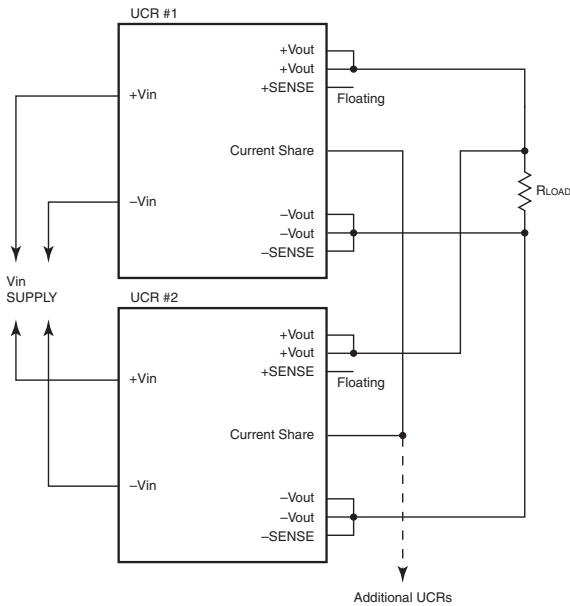 UCR #1
+Vout
+Vout
+SENSE
Floating
+Vin
Current Share
–Vin
–Vout
–Vout
–SENSE
RLOAD
Vin
SUPPLY
UCR #2
+Vout
+Vout
+SENSE
Floating
+Vin
Current Share
–Vin
–Vout
–Vout
–SENSE
Additional UCRs